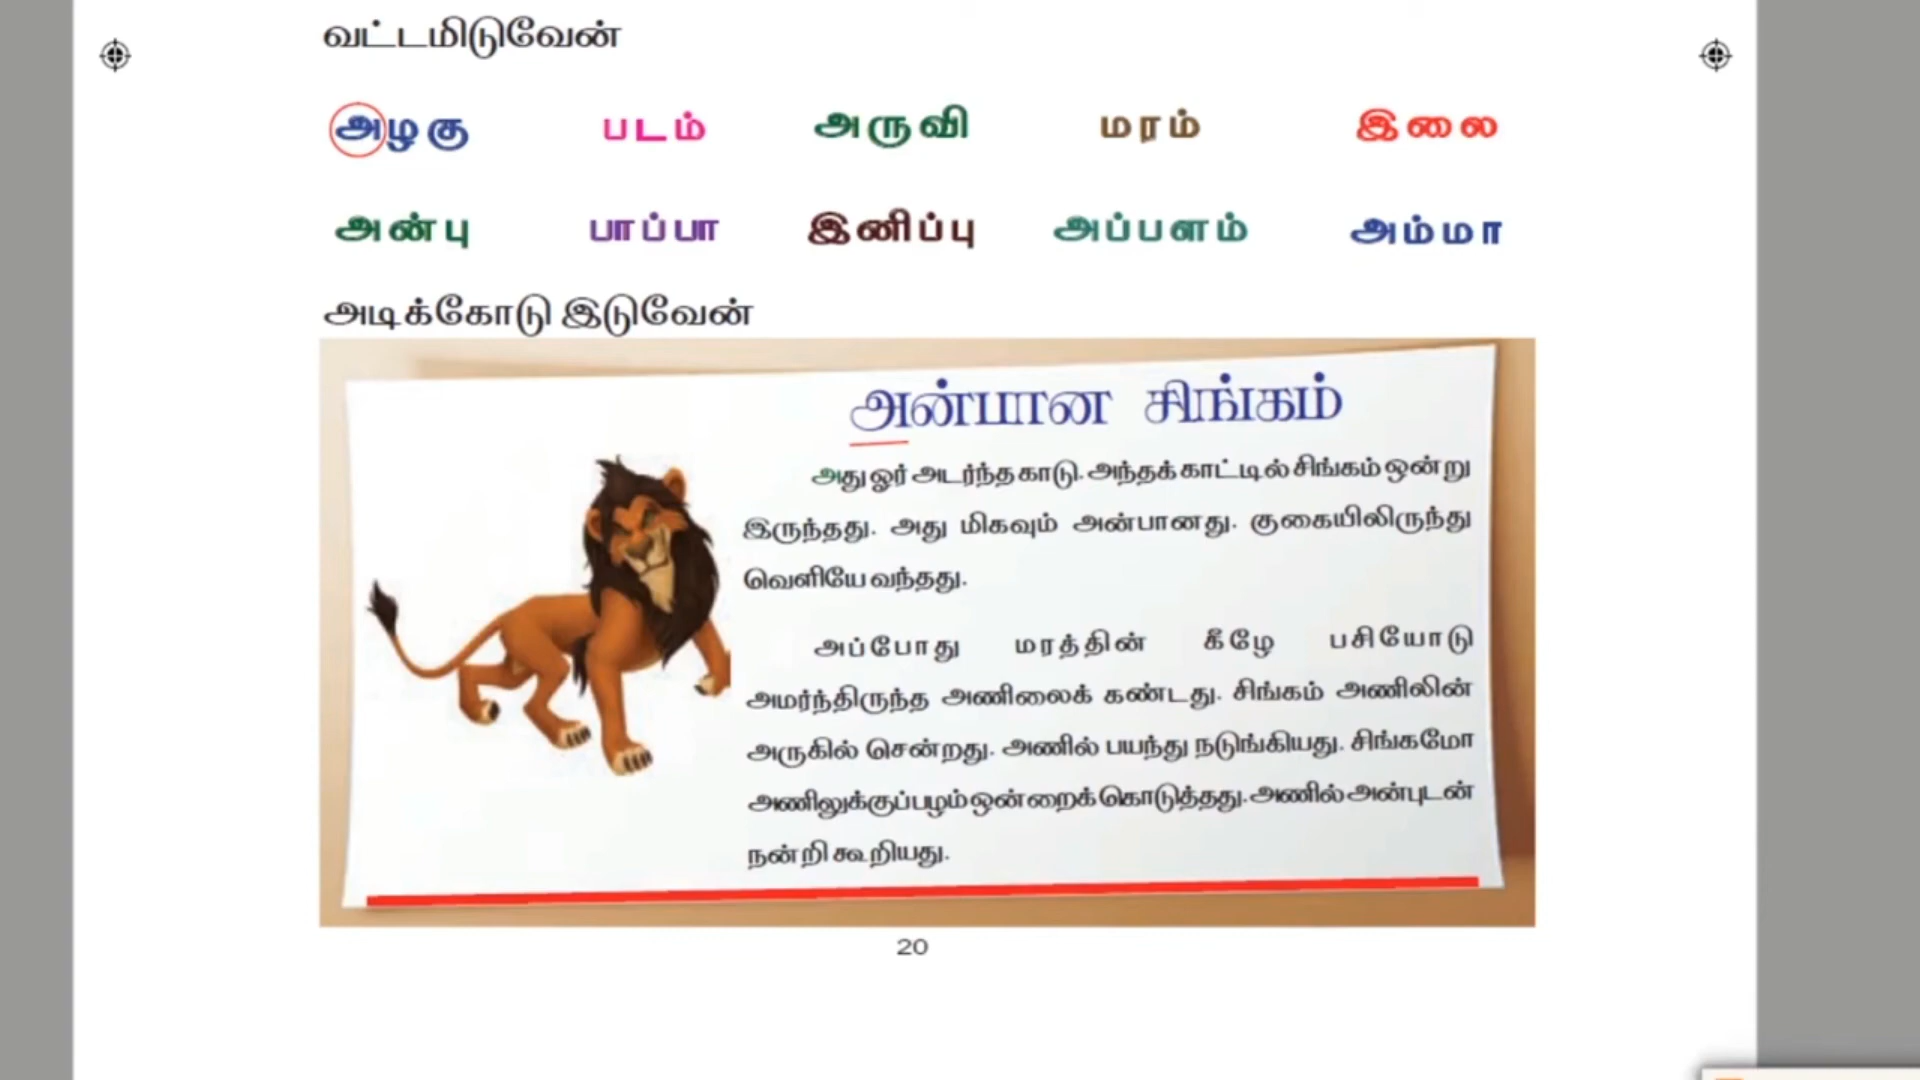 வட்டமிடுவேன்
அழகு படம் அருவி மரம் இலை
அன்பு பாப்பா இனிப்பு அப்பளம் அம்மா
அடிக்கோடு இடுவேன்
அன்பான சிங்கம்
அது ஓர் அடர்ந்த காடு. அந்தக் காட்டில் சிங்கம் ஒன்று
இருந்தது. அது மிகவும் அன்பானது. குகையிலிருந்து
வெளியே வந்தது.
அப்போது மரத்தின் கீழே பசியோடு
அமர்ந்திருந்த அணிலைக் கண்டது. சிங்கம் அணிலின்
அருகில் சென்றது. அணில் பயந்து நடுங்கியது. சிங்கமோ
அணிலுக்குப் பழம் ஒன்றைக் கொடுத்தது. அணில் அன்புடன்
நன்றி கூறியது.
20